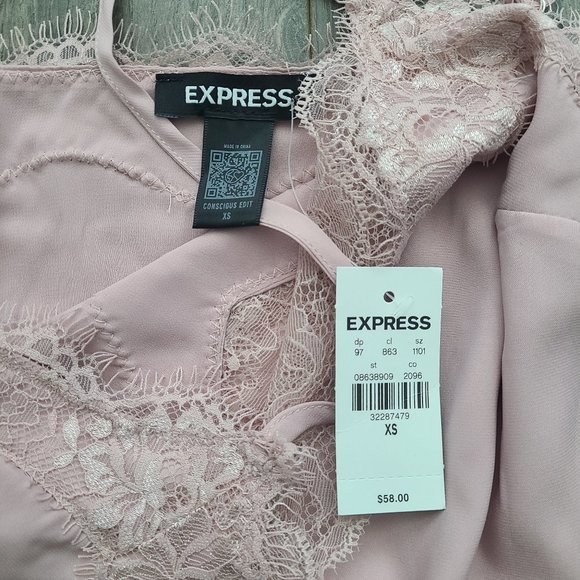 EXPRESS
MADE IN CHINA
CONSCIOUS EDIT
XS
EXPRESS
dp cl sz
97 B63 1101
st co
08638909 2096
32287479
XS
$58.00